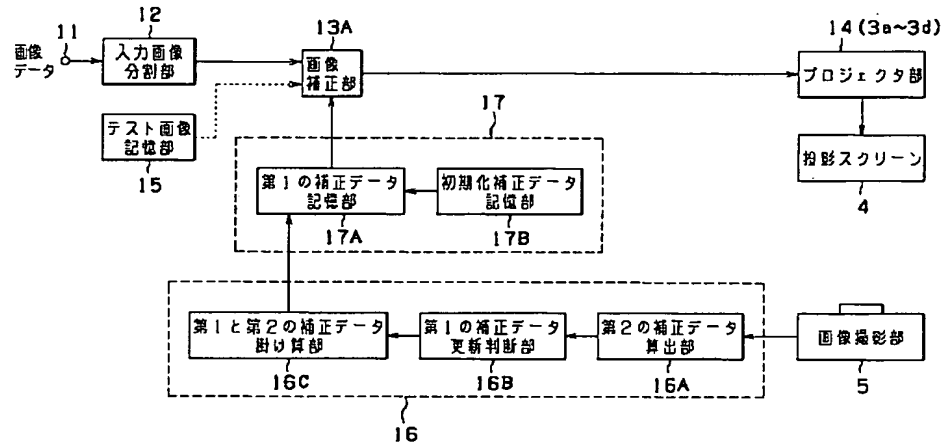 11
画像
データ
12
入力画像
分割部
13A
画像
補正部
14(3a~3d)
プロジェクタ部
テスト画像
記憶部
15
17
第1の補正データ
記憶部
17A
初期化補正データ
記憶部
17B
投影スクリーン
4
第1と第2の補正データ
掛け算部
16C
第1の補正データ
更新判断部
16B
第2の補正データ
算出部
16A
画像撮影部
5
16